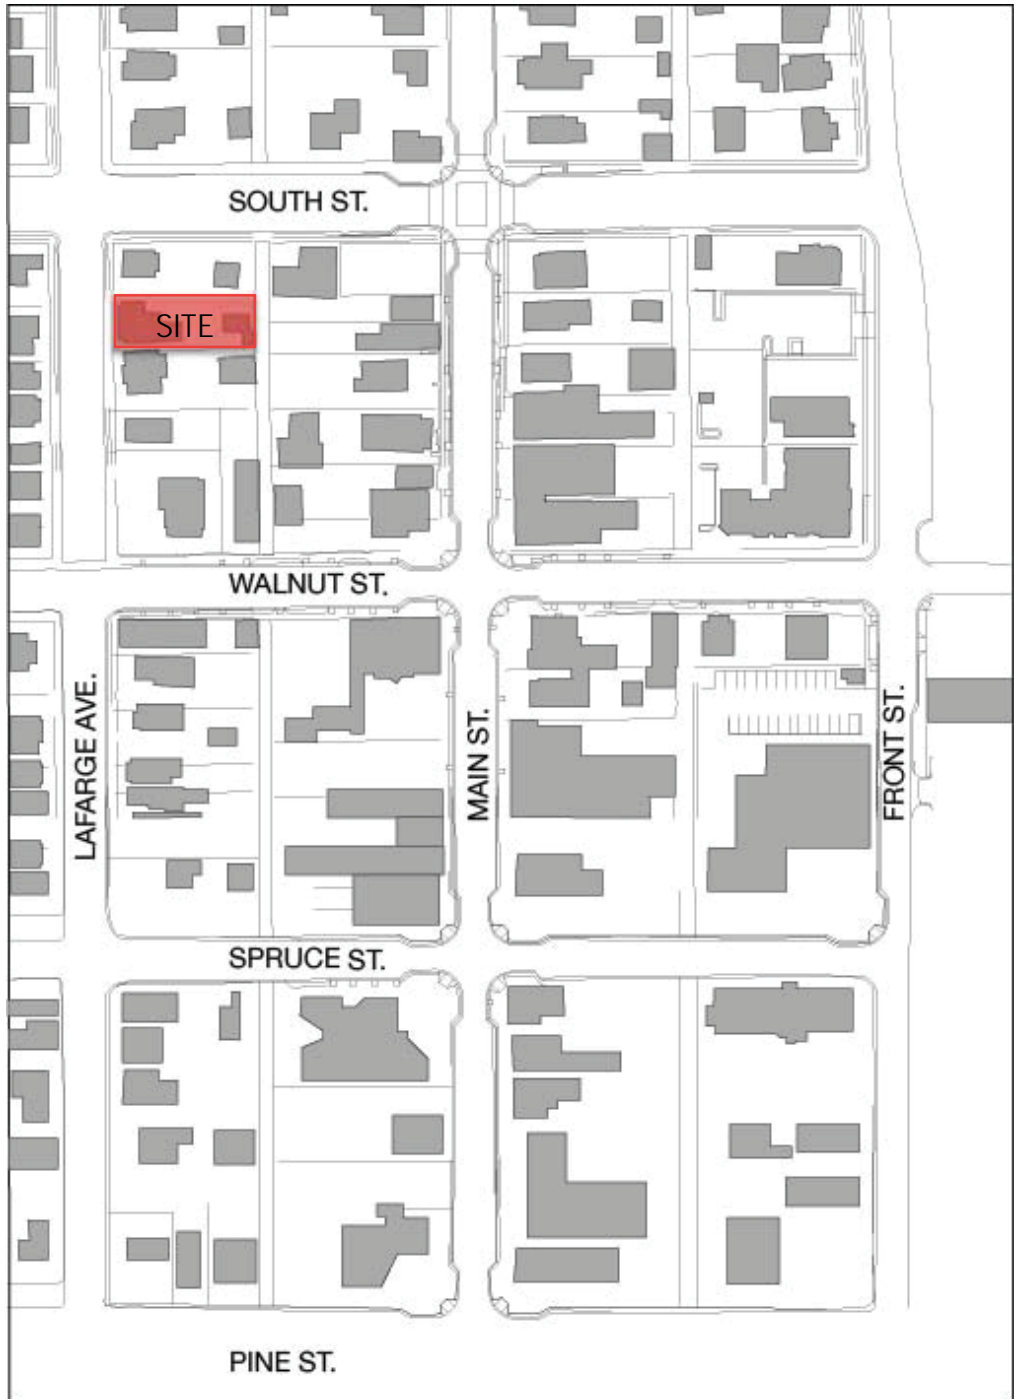 SOUTH ST.
SITE
WALNUT ST.
LAFARGE AVE.
MAIN ST.
FRONT ST.
SPRUCE ST.
PINE ST.